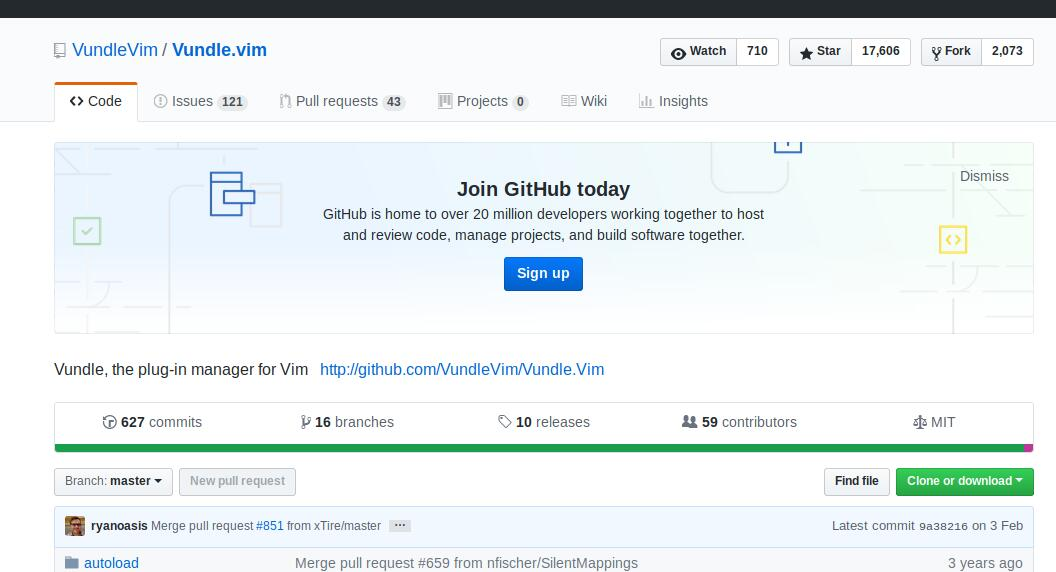 VundleVim / Vundle.vim
Watch 710 Star 17,606 Fork 2,073
Code Issues 121 Pull requests 43 Projects 0 Wiki Insights
Join GitHub today
Dismiss
GitHub is home to over 20 million developers working together to host
and review code, manage projects, and build software together.
Sign up
Vundle, the plug-in manager for Vim http://github.com/VundleVim/Vundle.Vim
627 commits 16 branches 10 releases 59 contributors MIT
Branch: master New pull request Find file Clone or download
ryanoasis Merge pull request #851 from xTire/master ... Latest commit 9a38216 on 3 Feb
autoload Merge pull request #659 from nfischer/SilentMappings 3 years ago